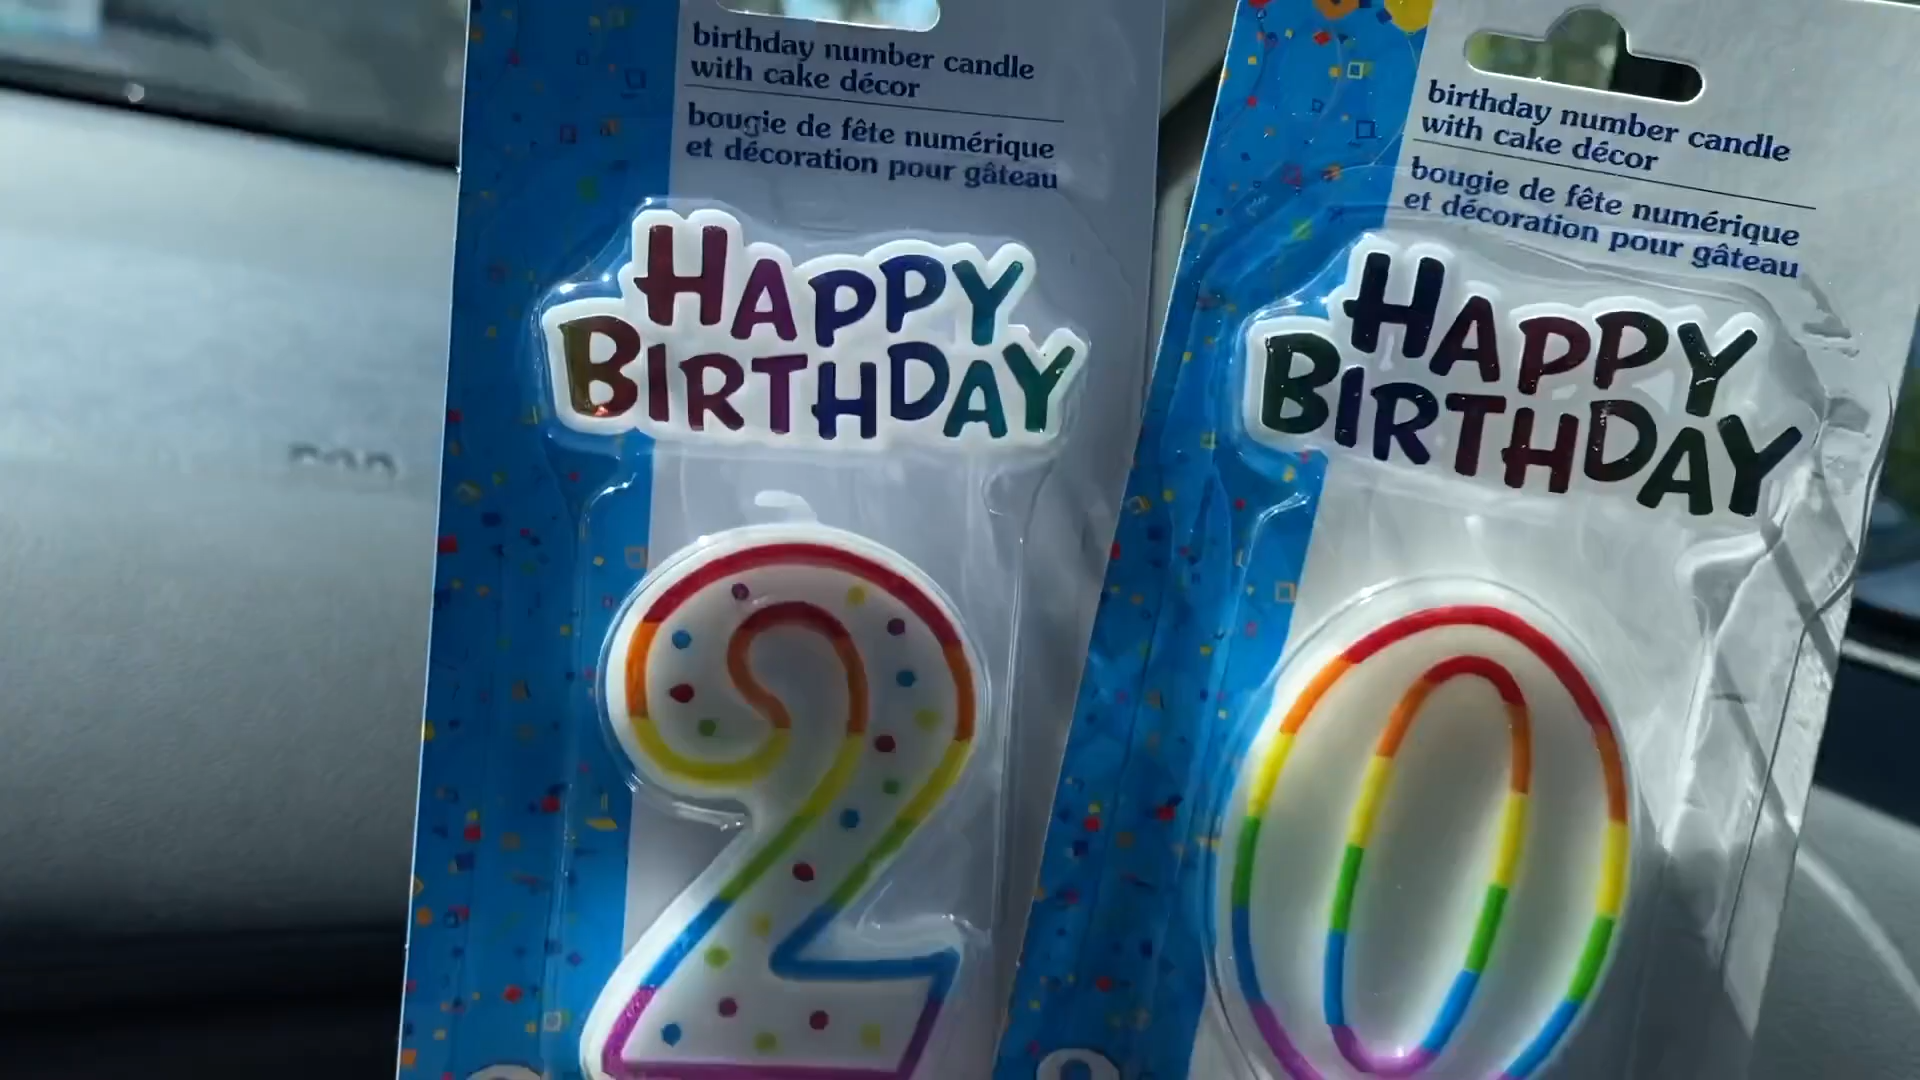 birthday number candle
with cake décor
bougie de fête numérique
et décoration pour gâteau
HAPPY
BIRTHDAY
2
birthday number candle
with cake décor
bougie de fête numérique
et décoration pour gâteau
HAPPY
BIRTHDAY
0